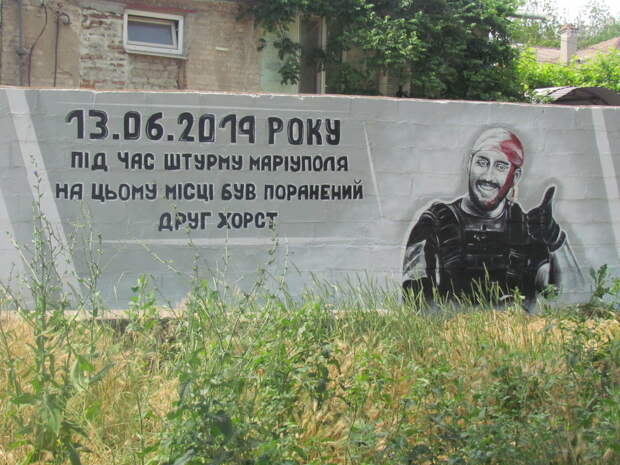 13.06.2014 РОКУ
ПІД ЧАС ШТУРМУ МАРІУПОЛЯ
НА ЦЬОМУ МІСЦІ БУВ ПОРАНЕНИЙ
ДРУГ ХОРСТ